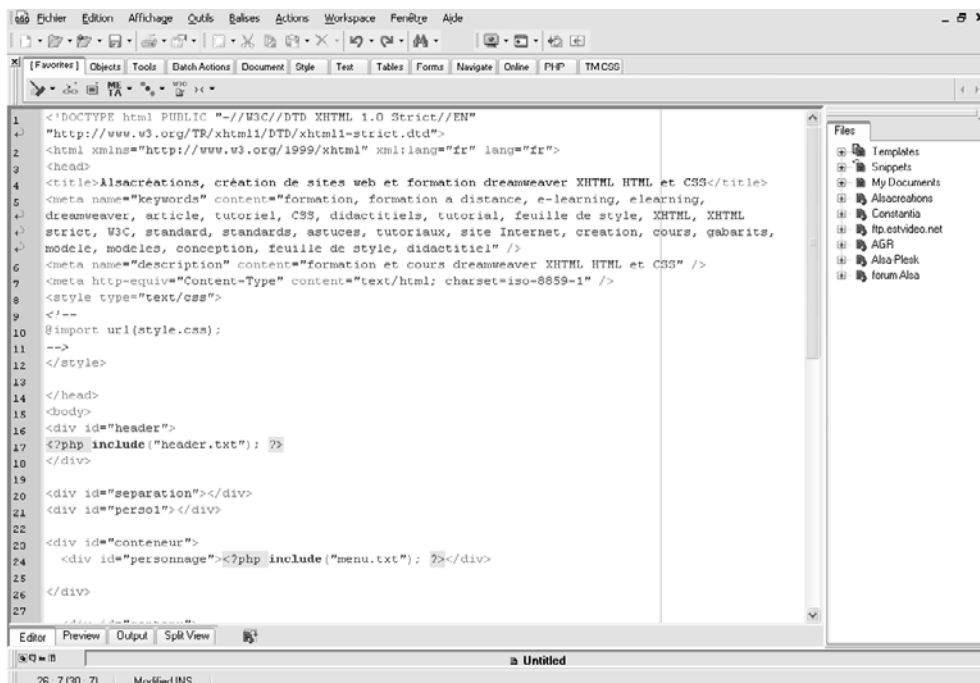 Fichier Edition Affichage Outils Balises Actions Workspace Fenêtre Aide
[Favorites] Objects Tools Batch Actions Document Style Text Tables Forms Navigate Online PHP TM CSS
META W3C
1 <!DOCTYPE html PUBLIC "-//W3C//DTD XHTML 1.0 Strict//EN"
"http://www.w3.org/TR/xhtml1/DTD/xhtml1-strict.dtd">
2 <html xmlns="http://www.w3.org/1999/xhtml" xml:lang="fr" lang="fr">
3 <head>
4 <title>Alsacréations, création de sites web et formation dreamweaver XHTML HTML et CSS</title>
5 <meta name="keywords" content="formation, formation a distance, e-learning, elearning,
dreamweaver, article, tutoriel, CSS, didactitiels, tutorial, feuille de style, XHTML, XHTML
strict, W3C, standard, standards, astuces, tutoriaux, site Internet, creation, cours, gabarits,
modele, modeles, conception, feuille de style, didactitiel" />
6 <meta name="description" content="formation et cours dreamweaver XHTML HTML et CSS" />
7 <meta http-equiv="Content-Type" content="text/html; charset=iso-8859-1" />
8 <style type="text/css">
9 <!--
10 @import url(style.css);
11 -->
12 </style>
13
14 </head>
15 <body>
16 <div id="header">
17 <?php include("header.txt"); ?>
18 </div>
19
20 <div id="separation"></div>
21 <div id="perso1"></div>
22
23 <div id="conteneur">
24 <div id="personnage"><?php include("menu.txt"); ?></div>
25
26 </div>
27
Files
Templates
Snippets
My Documents
Alsacreations
Constantia
ftp.estvideo.net
AGR
Alsa-Plesk
forum Alsa
Editor Preview Output Split View
Untitled
26 : 7 (30 : 7) Modified INS